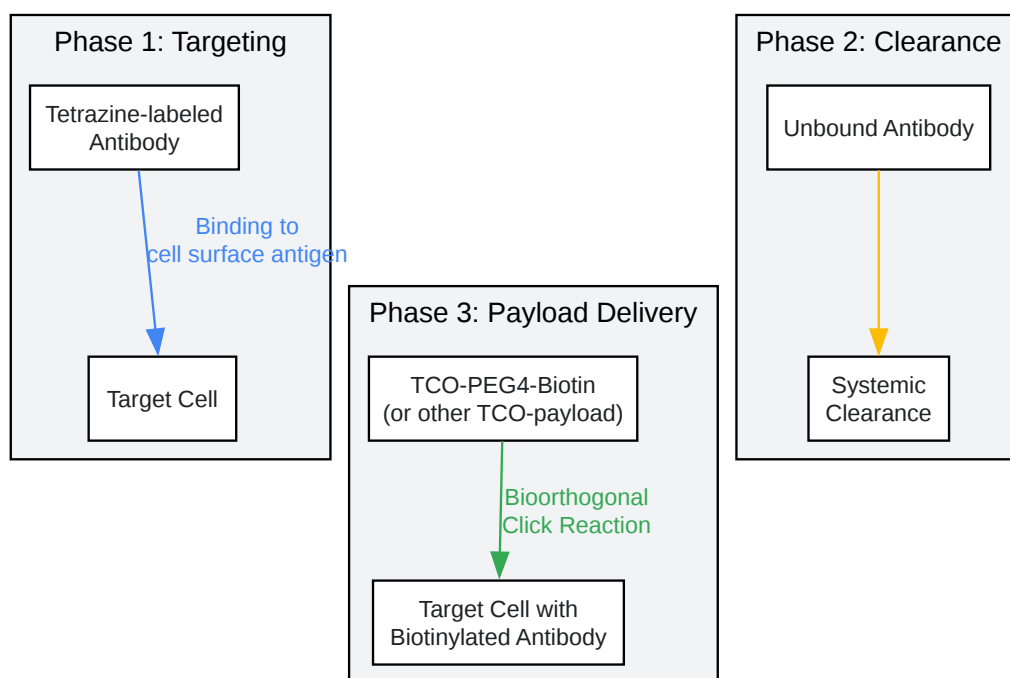 Phase 1: Targeting
Tetrazine-labeled
Antibody
Binding to
cell surface antigen
Target Cell
Phase 2: Clearance
Unbound Antibody
Systemic
Clearance
Phase 3: Payload Delivery
TCO-PEG4-Biotin
(or other TCO-payload)
Bioorthogonal
Click Reaction
Target Cell with
Biotinylated Antibody